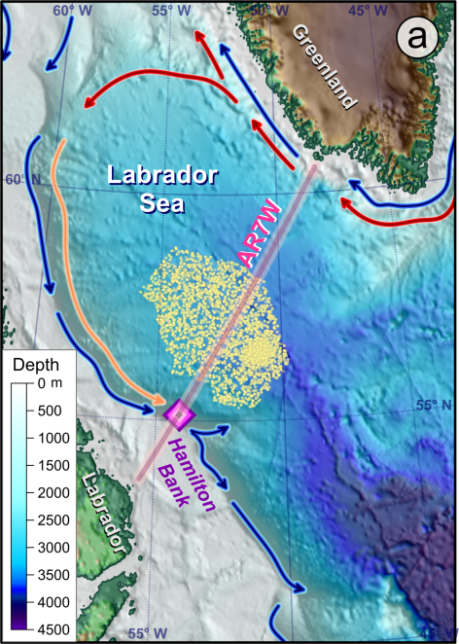 60° W
55° W
50° W
45° W
a
Greenland
60° N
Labrador
Sea
AR7W
Depth
0 m
500
1000
1500
2000
2500
3000
3500
4000
4500
55° N
Hamilton
Bank
Labrador
55° W